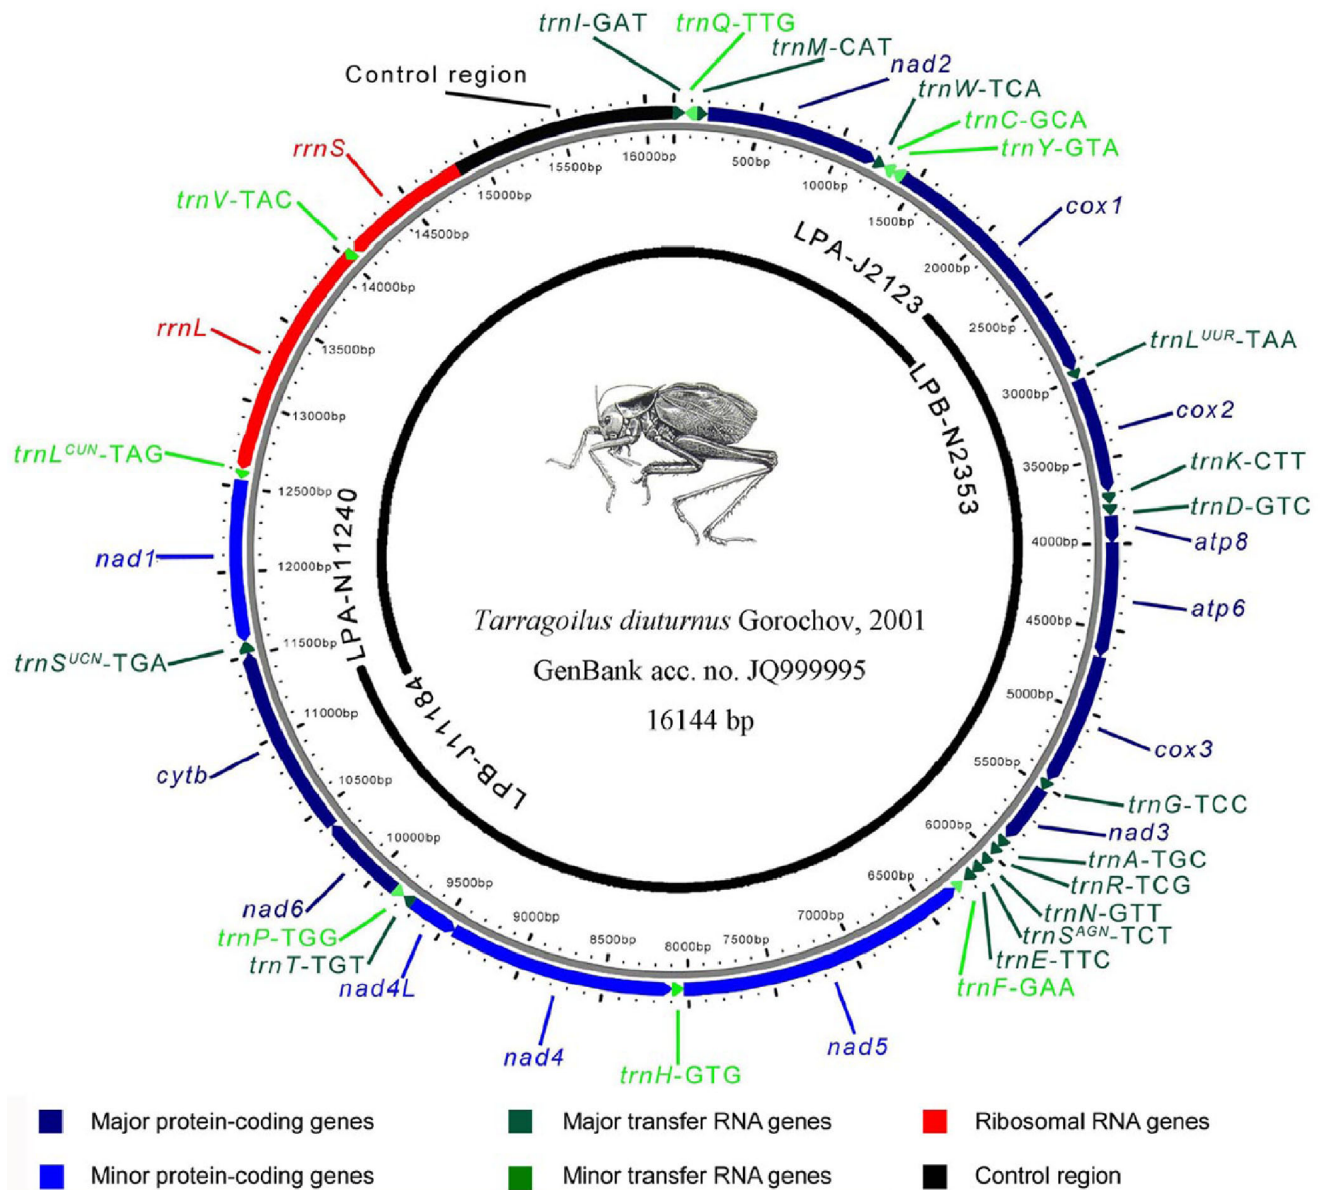 trnI-GAT
trnQ-TTG
trnM-CAT
nad2
trnW-TCA
trnC-GCA
trnY-GTA
cox1
trnL^UUR-TAA
cox2
trnK-CTT
trnD-GTC
atp8
atp6
cox3
trnG-TCC
nad3
trnA-TGC
trnR-TCG
trnN-GTT
trnS^AGN-TCT
trnE-TTC
trnF-GAA
nad5
trnH-GTG
nad4
nad4L
trnT-TGT
trnP-TGG
nad6
cytb
trnS^UCN-TGA
nad1
trnL^CUN-TAG
rrnL
trnV-TAC
rrnS
Control region
500bp
1000bp
1500bp
2000bp
2500bp
3000bp
3500bp
4000bp
4500bp
5000bp
5500bp
6000bp
6500bp
7000bp
7500bp
8000bp
8500bp
9000bp
9500bp
10000bp
10500bp
11000bp
11500bp
12000bp
12500bp
13000bp
13500bp
14000bp
14500bp
15000bp
15500bp
16000bp
LPA-J2123
LPB-N2353
LPA-N11240
LPB-J11184
Tarragoilus diuturnus Gorochov, 2001
GenBank acc. no. JQ999995
16144 bp
Major protein-coding genes
Major transfer RNA genes
Ribosomal RNA genes
Minor protein-coding genes
Minor transfer RNA genes
Control region